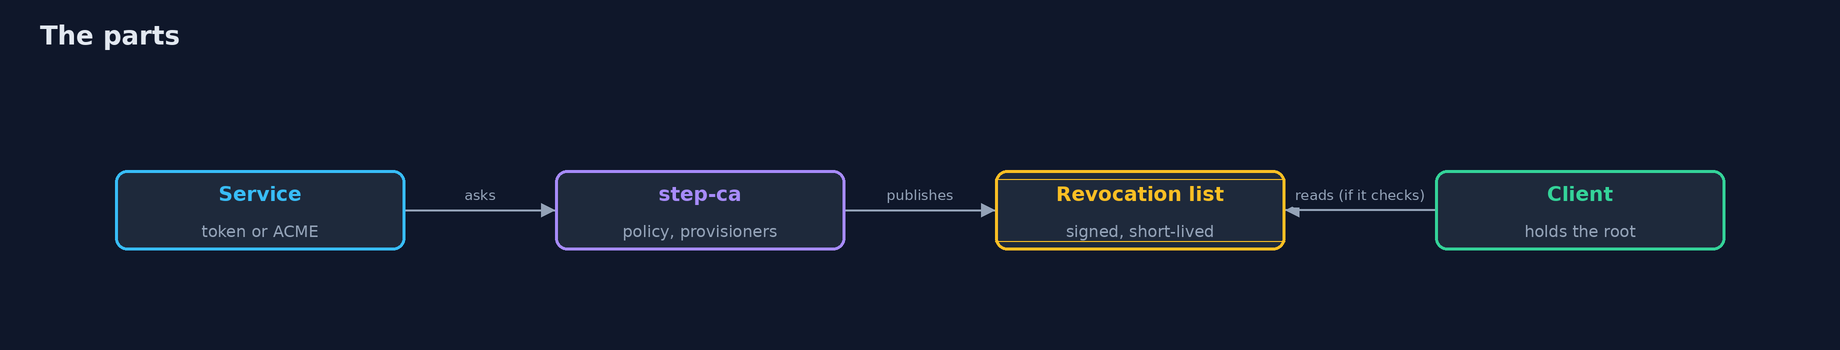 The parts
Service
token or ACME
asks
step-ca
policy, provisioners
publishes
Revocation list
signed, short-lived
reads (if it checks)
Client
holds the root